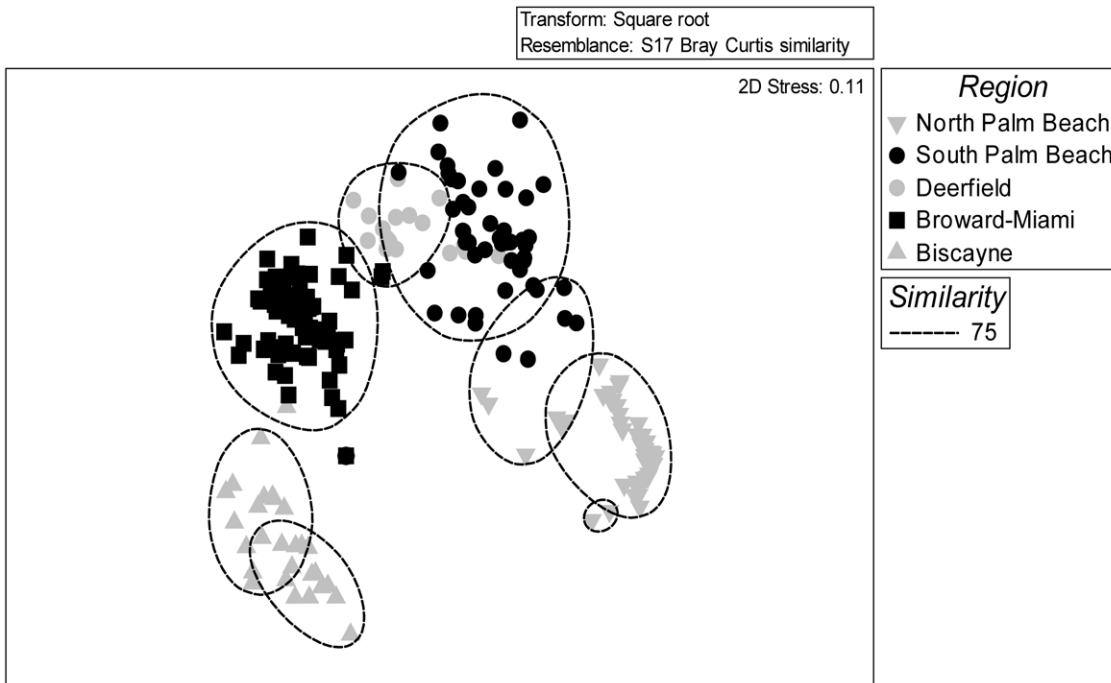 Transform: Square root
Resemblance: S17 Bray Curtis similarity
2D Stress: 0.11
Region
North Palm Beach
South Palm Beach
Deerfield
Broward-Miami
Biscayne
Similarity
75